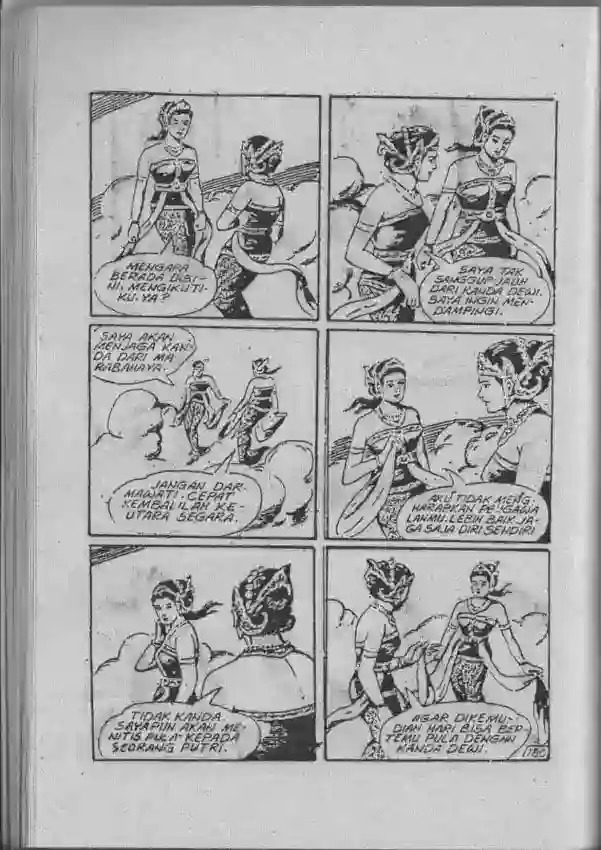 MENGAPA
BERADA DISI-
NI. MENGIKUTI-
KU. YA?
SAYA TAK
SANGGUP JAUH
DARI KANDA DEWI.
SAYA INGIN MEN-
DAMPINGI.
SAYA AKAN
MENJAGA KAN-
DA DARI MA
RABAHAYA.
JANGAN DAR-
MAWATI. CEPAT
KEMBALILAH KE-
UTARA SEGARA.
AKU TIDAK MENG-
HARAPKAN PENGAWA
LANMU. LEBIH BAIK JA-
GA SAJA DIRI SENDIRI
TIDAK KANDA.
SAYAPUN AKAN ME-
NITIS PULA KEPADA
SEORANG PUTRI.
AGAR DIKEMU-
DIAN HARI BISA BER-
TEMU PULA DENGAN
KANDA DEWI.